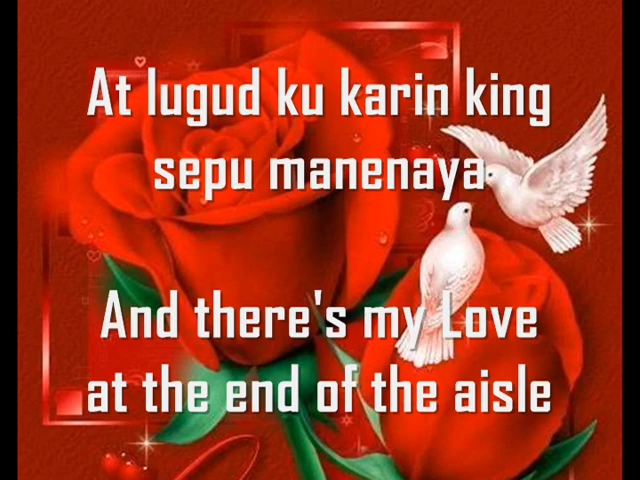 At lugud ku karin king
sepu manenaya
And there's my Love
at the end of the aisle